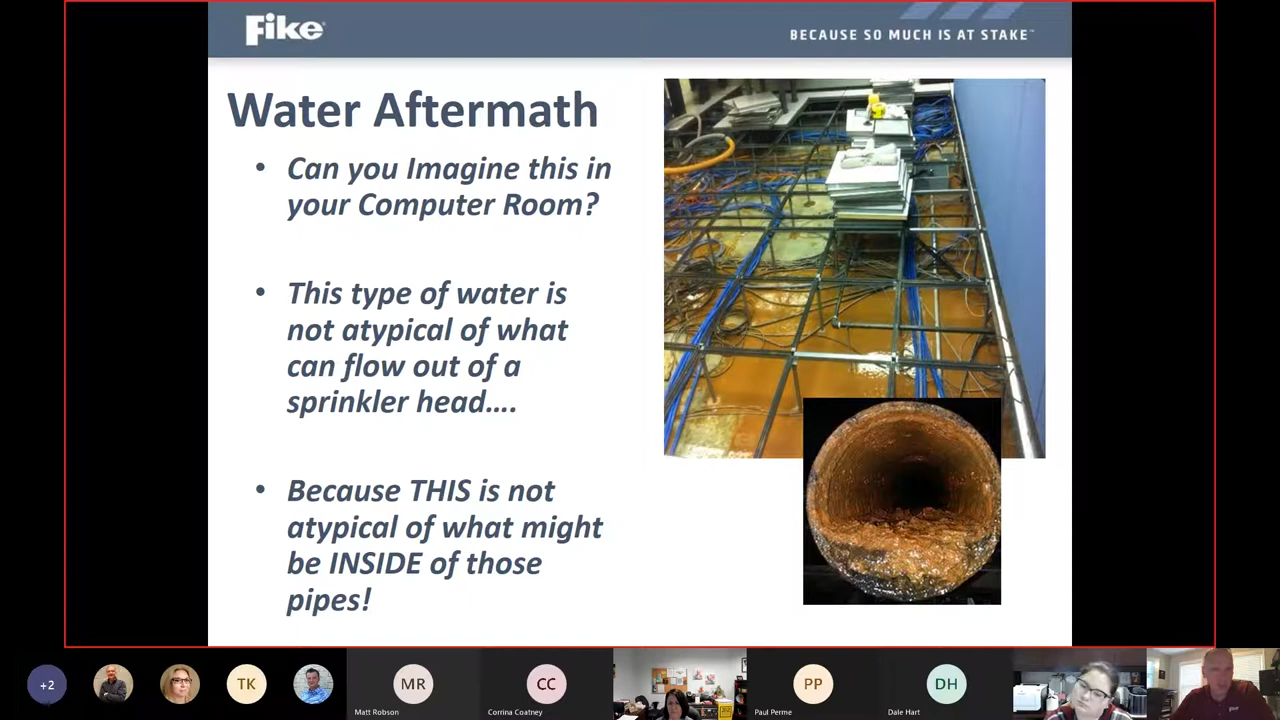 Fike
BECAUSE SO MUCH IS AT STAKE™
Water Aftermath
• Can you Imagine this in
your Computer Room?
• This type of water is
not atypical of what
can flow out of a
sprinkler head....
• Because THIS is not
atypical of what might
be INSIDE of those
pipes!
+2
TK
MR
Matt Robson
CC
Corrina Coatney
PP
Paul Perme
DH
Dale Hart
Fike